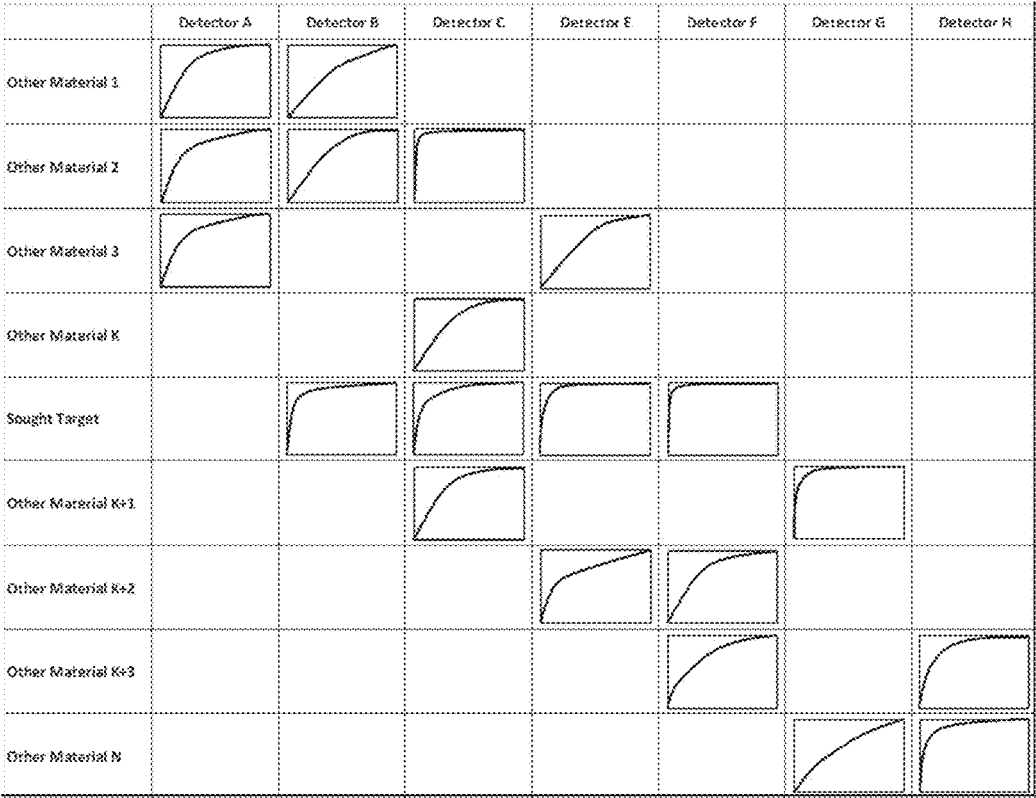 Detector A Detector B Detector C Detector E Detector F Detector G Detector H
Other Material 1
Other Material 2
Other Material 3
Other Material K
Sought Target
Other Material K+1
Other Material K+2
Other Material K+3
Other Material N